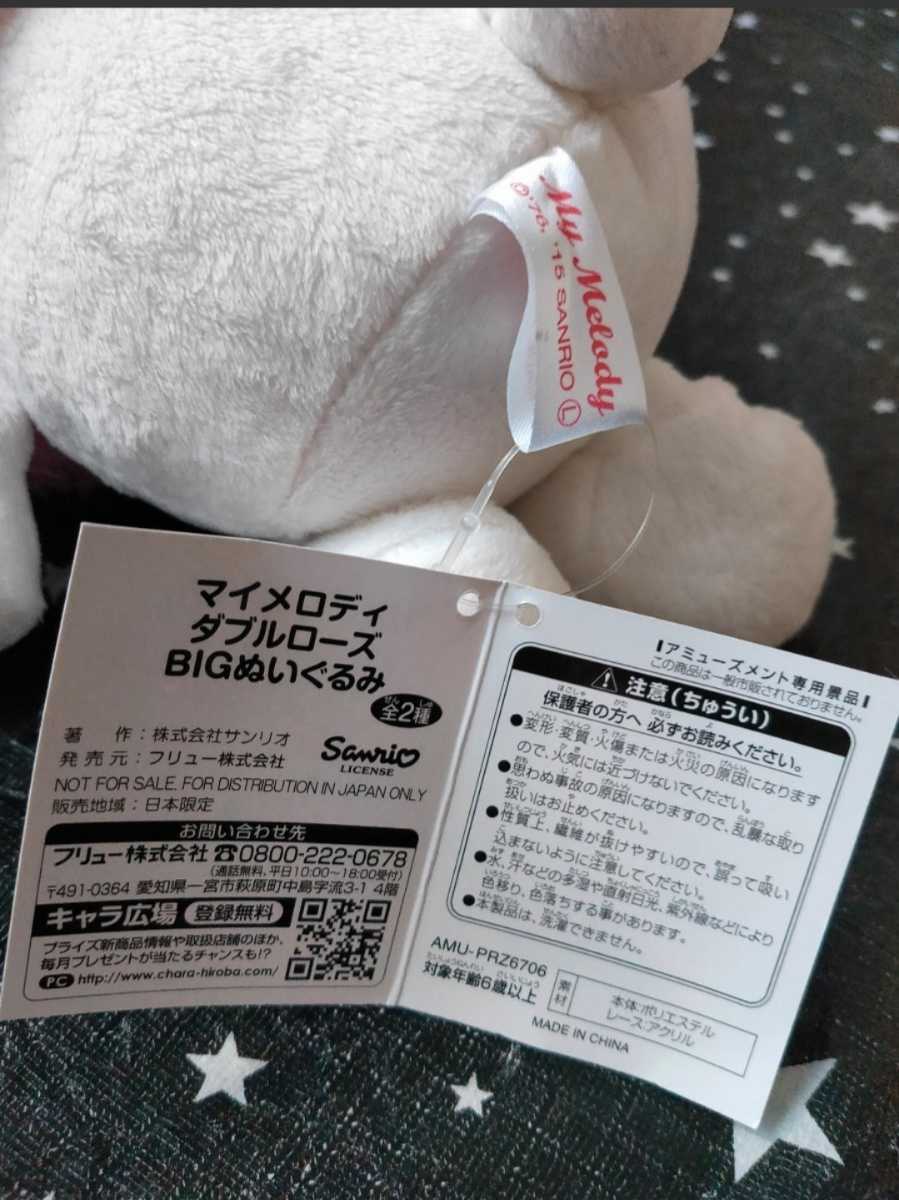 My Melody
©'76, '15 SANRIO Ⓛ
マイメロディ
ダブルローズ
BIGぬいぐるみ
全2種
著　作：株式会社サンリオ
発売元：フリュー株式会社
Sanrio
LICENSE
NOT FOR SALE. FOR DISTRIBUTION IN JAPAN ONLY
販売地域：日本限定
お問い合わせ先
フリュー株式会社 ☎0800-222-0678
(通話無料、平日10:00～18:00受付)
〒491-0364 愛知県一宮市萩原町中島字流3-1 4階
キャラ広場 登録無料
プライズ新商品情報や取扱店舗のほか、
毎月プレゼントが当たるチャンスも!?
PC http://www.chara-hiroba.com/
アミューズメント専用景品
この商品は一般市販されておりません。
注意(ちゅうい)
保護者の方へ 必ずお読みください。
●変形・変質・火傷または火災の原因になります
ので、火気には近づけないでください。
●思わぬ事故の原因になりますので、乱暴な取り
扱いはお止めください。
●性質上、繊維が抜けやすいので、誤って吸い
込まないように注意してください。
●水、汗などの多湿や直射日光、紫外線などにより
色移り、色落ちする事があります。
●本製品は、洗濯できません。
AMU-PRZ6706
対象年齢6歳以上
素材
本体:ポリエステル
レース:アクリル
MADE IN CHINA